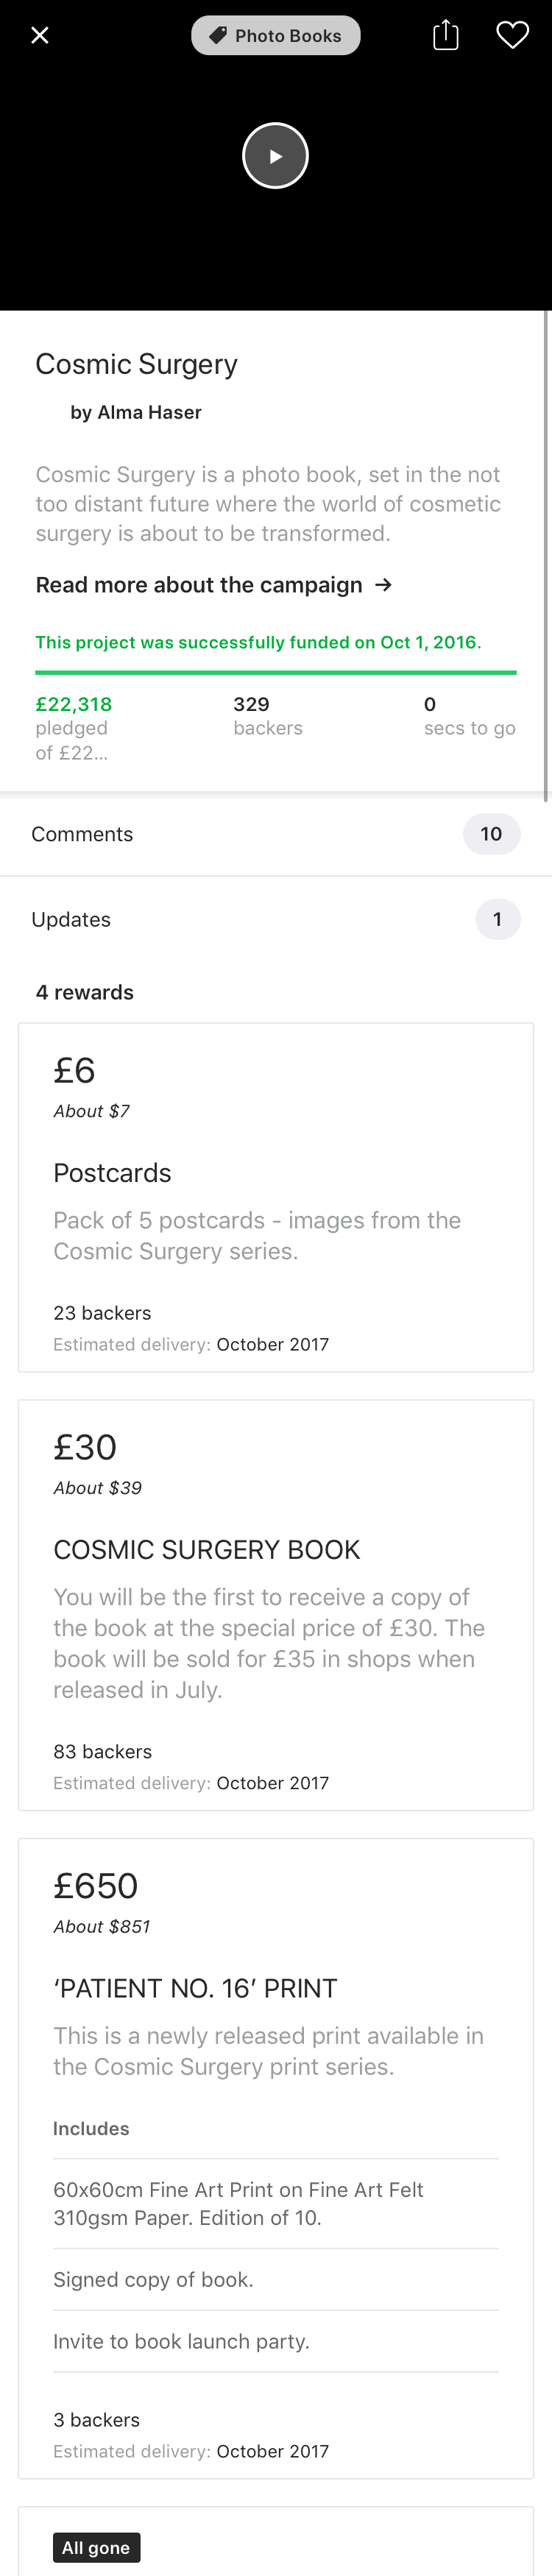 Photo Books
Cosmic Surgery
by Alma Haser
Cosmic Surgery is a photo book, set in the not
too distant future where the world of cosmetic
surgery is about to be transformed.
Read more about the campaign →
This project was successfully funded on Oct 1, 2016.
£22,318
pledged
of £22...
329
backers
0
secs to go
Comments
10
Updates
1
4 rewards
£6
About $7
Postcards
Pack of 5 postcards - images from the
Cosmic Surgery series.
23 backers
Estimated delivery: October 2017
£30
About $39
COSMIC SURGERY BOOK
You will be the first to receive a copy of
the book at the special price of £30. The
book will be sold for £35 in shops when
released in July.
83 backers
Estimated delivery: October 2017
£650
About $851
‘PATIENT NO. 16’ PRINT
This is a newly released print available in
the Cosmic Surgery print series.
Includes
60x60cm Fine Art Print on Fine Art Felt
310gsm Paper. Edition of 10.
Signed copy of book.
Invite to book launch party.
3 backers
Estimated delivery: October 2017
All gone